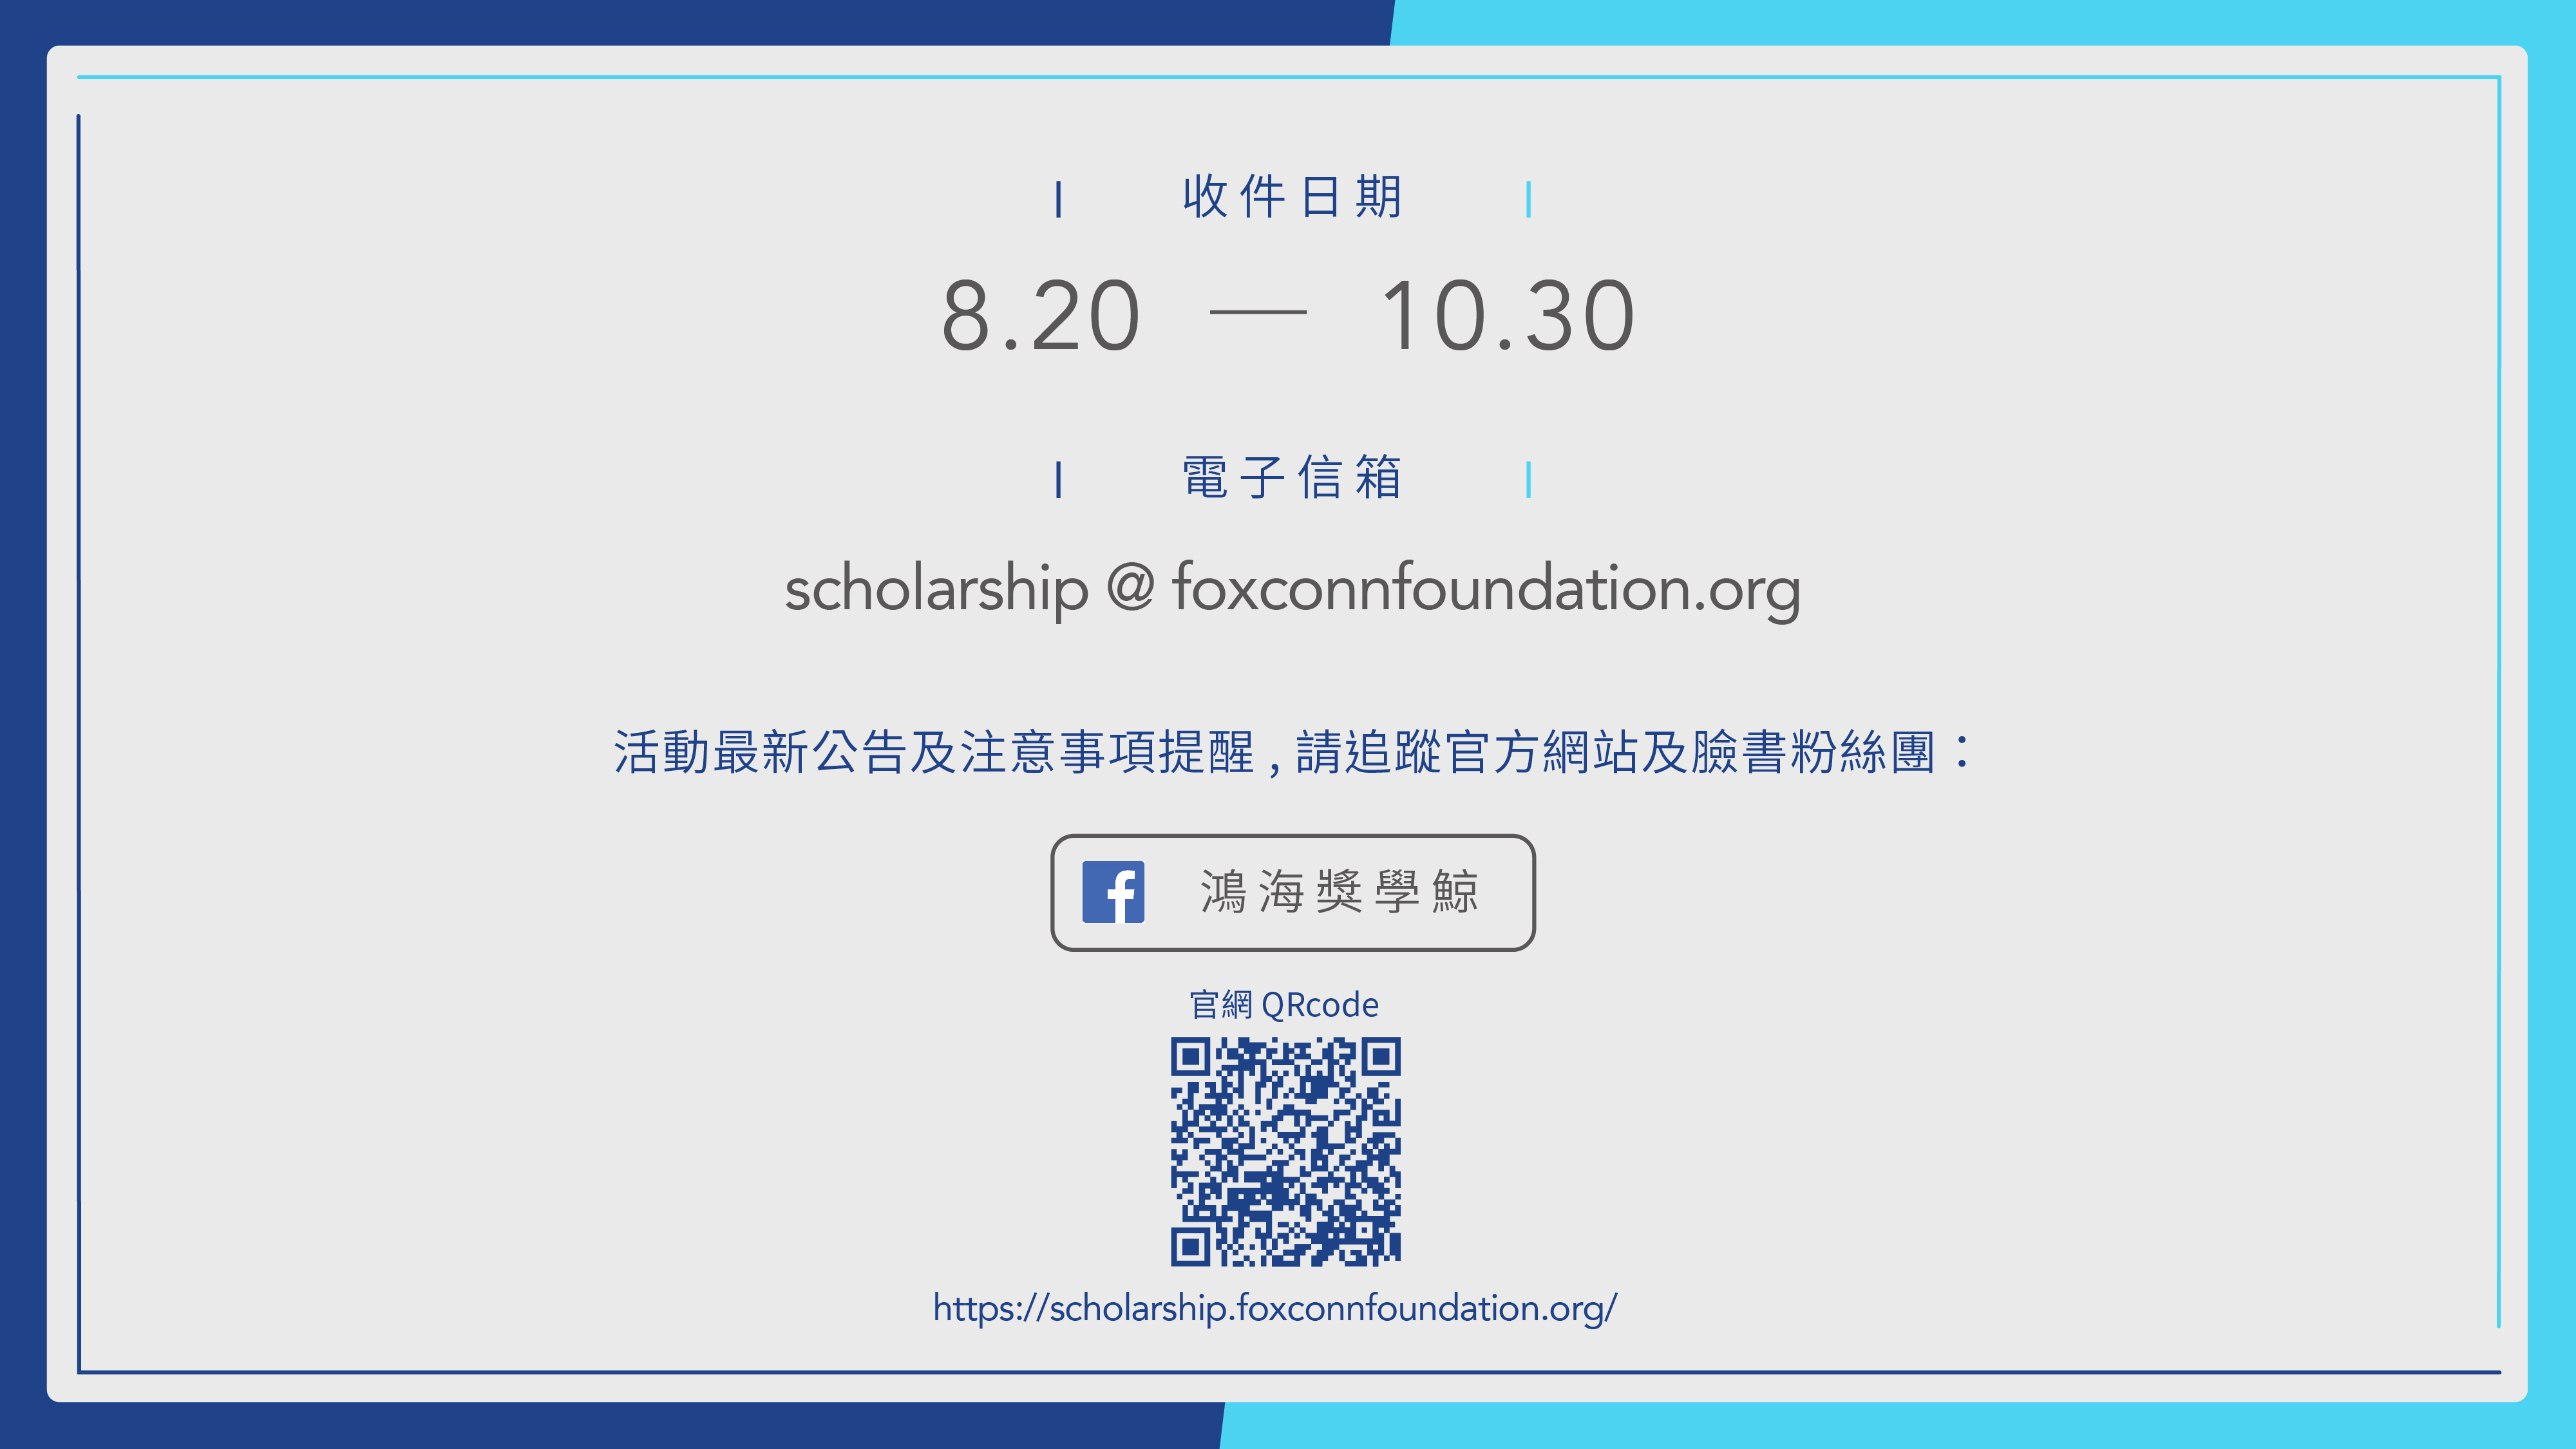 收件日期
8.20 — 10.30
電子信箱
scholarship @ foxconnfoundation.org
活動最新公告及注意事項提醒,請追蹤官方網站及臉書粉絲團：
f 鴻海獎學鯨
官網 QRcode
https://scholarship.foxconnfoundation.org/